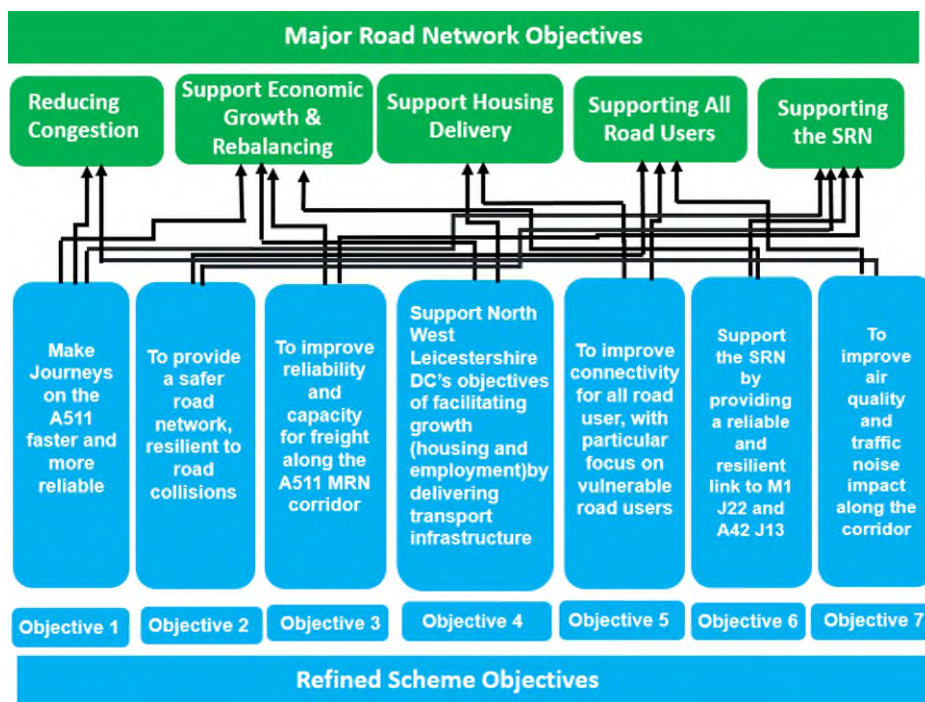 Major Road Network Objectives
Reducing
Congestion
Support Economic
Growth &
Rebalancing
Support Housing
Delivery
Supporting All
Road Users
Supporting
the SRN
Make
Journeys
on the
A511
faster and
more
reliable
To provide
a safer
road
network,
resilient to
road
collisions
To improve
reliability
and
capacity
for freight
along the
A511 MRN
corridor
Support North
West
Leicestershire
DC's objectives
of facilitating
growth
(housing and
employment)by
delivering
transport
infrastructure
To improve
connectivity
for all road
user, with
particular
focus on
vulnerable
road users
Support
the SRN
by
providing
a reliable
and
resilient
link to M1
J22 and
A42 J13
To
improve
air
quality
and
traffic
noise
impact
along the
corridor
Objective 1
Objective 2
Objective 3
Objective 4
Objective 5
Objective 6
Objective 7
Refined Scheme Objectives